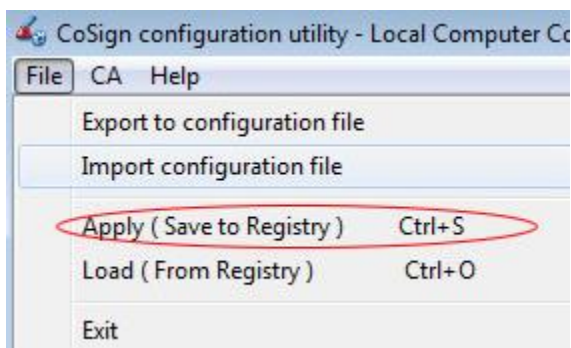 CoSign configuration utility - Local Computer Co
File CA Help
Export to configuration file
Import configuration file
Apply ( Save to Registry ) Ctrl+S
Load ( From Registry ) Ctrl+O
Exit